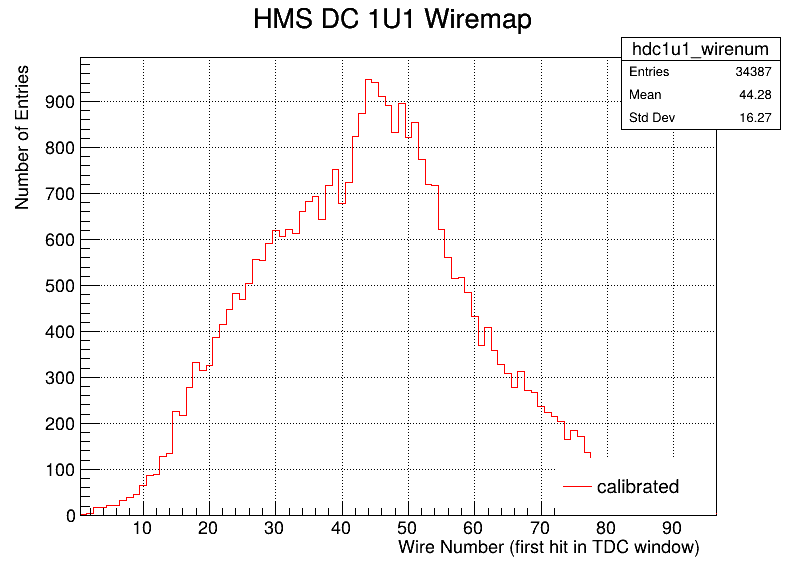 HMS DC 1U1 Wiremap
hdc1u1_wirenum
Entries 34387
Mean 44.28
Std Dev 16.27
Number of Entries
900
800
700
600
500
400
300
200
100
0
10 20 30 40 50 60 70 80 90
calibrated
Wire Number (first hit in TDC window)